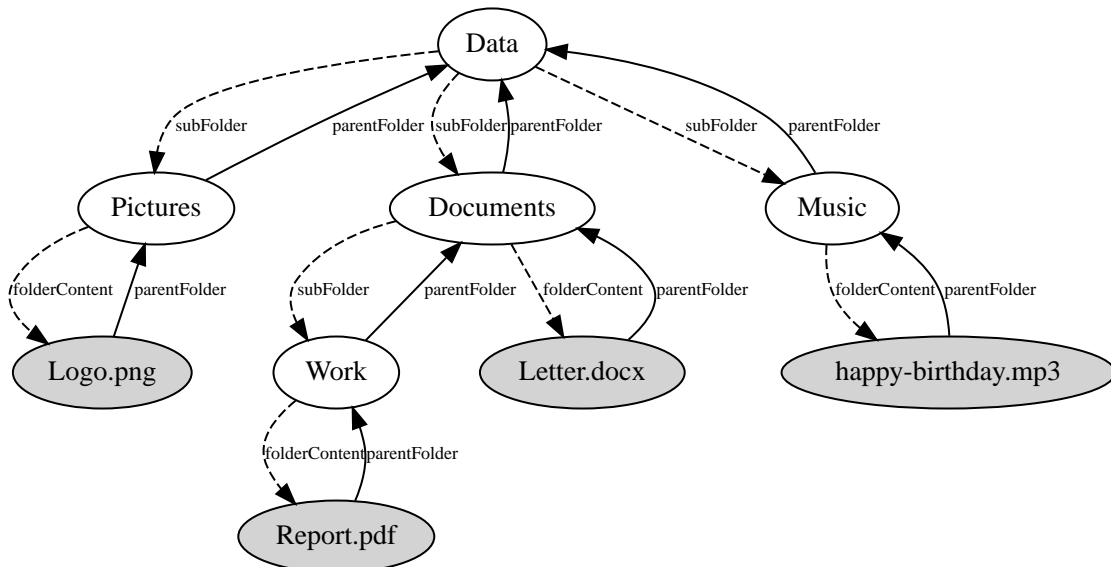 Data
subFolder parentFolder subFolder parentFolder subFolder parentFolder
Pictures Documents Music
folderContent parentFolder subFolder parentFolder folderContent parentFolder folderContent parentFolder
Logo.png Work Letter.docx happy-birthday.mp3
folderContent parentFolder
Report.pdf